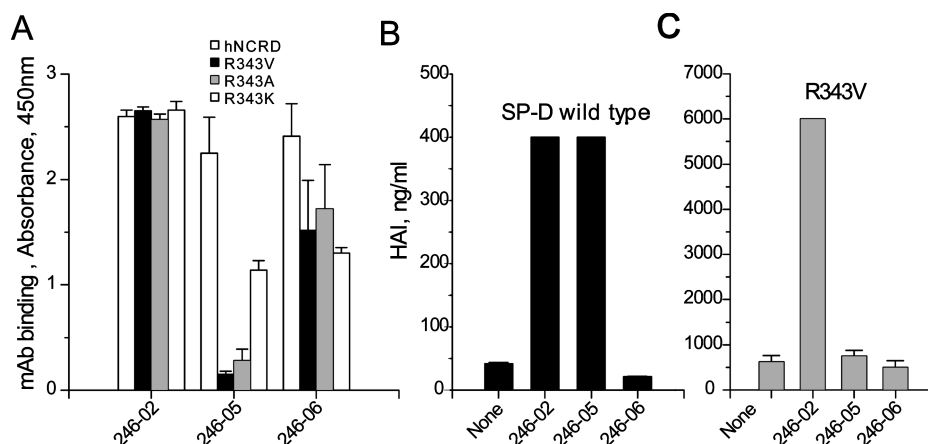 A
hNCRD
R343V
R343A
R343K
mAb binding , Absorbance, 450nm
3
2
1
0
246-02
246-05
246-06
B
SP-D wild type
HAI, ng/ml
500
400
300
200
100
0
None
246-02
246-05
246-06
C
R343V
7000
6000
5000
4000
3000
2000
1000
0
None
246-02
246-05
246-06